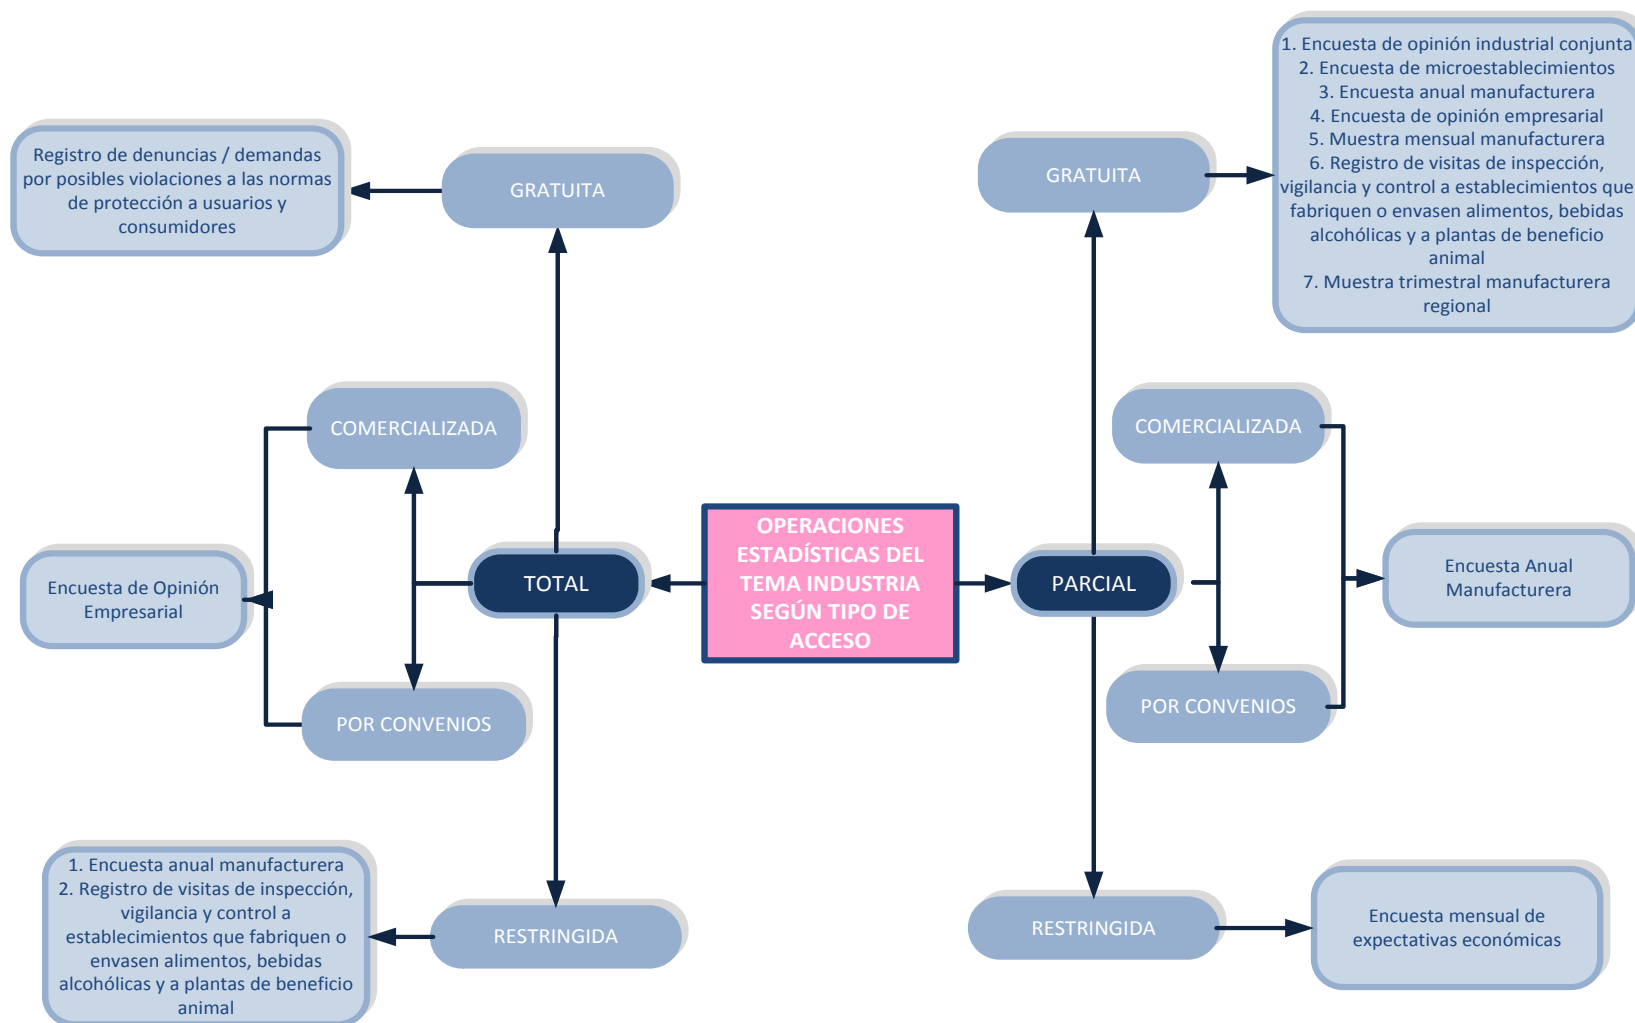 Registro de denuncias / demandas
por posibles violaciones a las normas
de protección a usuarios y
consumidores
GRATUITA
GRATUITA
1. Encuesta de opinión industrial conjunta
2. Encuesta de microestablecimientos
3. Encuesta anual manufacturera
4. Encuesta de opinión empresarial
5. Muestra mensual manufacturera
6. Registro de visitas de inspección,
vigilancia y control a establecimientos que
fabriquen o envasen alimentos, bebidas
alcohólicas y a plantas de beneficio
animal
7. Muestra trimestral manufacturera
regional
COMERCIALIZADA
COMERCIALIZADA
Encuesta de Opinión
Empresarial
TOTAL
OPERACIONES
ESTADÍSTICAS DEL
TEMA INDUSTRIA
SEGÚN TIPO DE
ACCESO
PARCIAL
Encuesta Anual
Manufacturera
POR CONVENIOS
POR CONVENIOS
1. Encuesta anual manufacturera
2. Registro de visitas de inspección,
vigilancia y control a
establecimientos que fabriquen o
envasen alimentos, bebidas
alcohólicas y a plantas de beneficio
animal
RESTRINGIDA
RESTRINGIDA
Encuesta mensual de
expectativas económicas